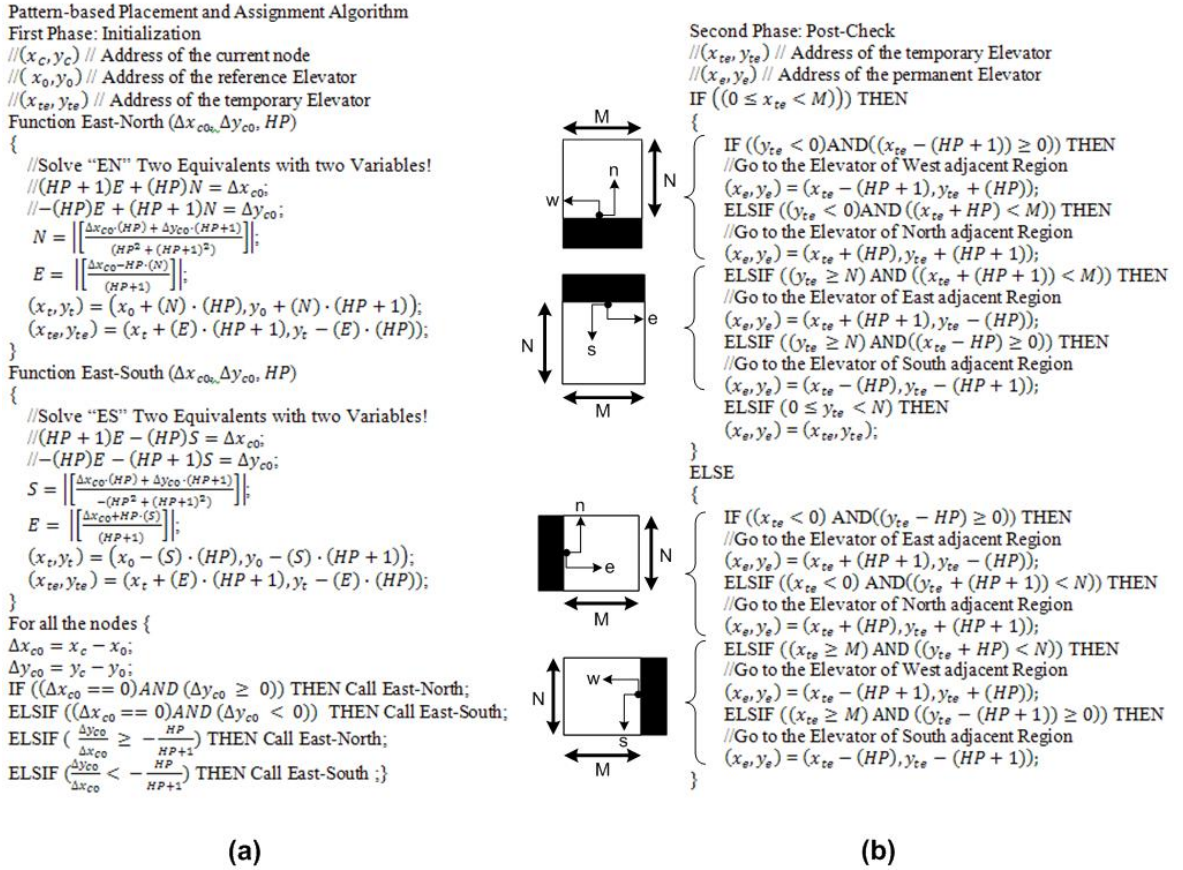 Pattern-based Placement and Assignment Algorithm
First Phase: Initialization
//(x_c, y_c) // Address of the current node
//( x_0, y_0) // Address of the reference Elevator
//(x_te, y_te) // Address of the temporary Elevator
Function East-North (Δx_c0, Δy_c0, HP)
{
//Solve “EN” Two Equivalents with two Variables!
//(HP + 1)E + (HP)N = Δx_c0;
//−(HP)E + (HP + 1)N = Δy_c0;
N = |[(Δx_c0·(HP) + Δy_c0·(HP+1))/(HP² + (HP+1)²)]|;
E = |[(Δx_c0−HP·(N))/(HP+1)]|;
(x_t, y_t) = (x_0 + (N) · (HP), y_0 + (N) · (HP + 1));
(x_te, y_te) = (x_t + (E) · (HP + 1), y_t − (E) · (HP));
}
Function East-South (Δx_c0, Δy_c0, HP)
{
//Solve “ES” Two Equivalents with two Variables!
//(HP + 1)E − (HP)S = Δx_c0;
//−(HP)E − (HP + 1)S = Δy_c0;
S = |[(Δx_c0·(HP) + Δy_c0·(HP+1))/(−(HP² + (HP+1)²))]|;
E = |[(Δx_c0+HP·(S))/(HP+1)]|;
(x_t, y_t) = (x_0 − (S) · (HP), y_0 − (S) · (HP + 1));
(x_te, y_te) = (x_t + (E) · (HP + 1), y_t − (E) · (HP));
}
For all the nodes {
Δx_c0 = x_c − x_0;
Δy_c0 = y_c − y_0;
IF ((Δx_c0 == 0)AND (Δy_c0 ≥ 0)) THEN Call East-North;
ELSIF ((Δx_c0 == 0)AND (Δy_c0 < 0)) THEN Call East-South;
ELSIF ( Δy_c0/Δx_c0 ≥ − HP/(HP+1)) THEN Call East-North;
ELSIF (Δy_c0/Δx_c0 < − HP/(HP+1)) THEN Call East-South ;}
(a)
Second Phase: Post-Check
//(x_te, y_te) // Address of the temporary Elevator
//(x_e, y_e) // Address of the permanent Elevator
IF ((0 ≤ x_te < M))) THEN
{
M
N
n
w
IF ((y_te < 0)AND((x_te − (HP + 1)) ≥ 0)) THEN
//Go to the Elevator of West adjacent Region
(x_e, y_e) = (x_te − (HP + 1), y_te + (HP));
ELSIF ((y_te < 0)AND ((x_te + HP) < M)) THEN
//Go to the Elevator of North adjacent Region
(x_e, y_e) = (x_te + (HP), y_te + (HP + 1));
N
e
s
M
ELSIF ((y_te ≥ N) AND ((x_te + (HP + 1)) < M)) THEN
//Go to the Elevator of East adjacent Region
(x_e, y_e) = (x_te + (HP + 1), y_te − (HP));
ELSIF ((y_te ≥ N) AND((x_te − HP) ≥ 0)) THEN
//Go to the Elevator of South adjacent Region
(x_e, y_e) = (x_te − (HP), y_te − (HP + 1));
ELSIF (0 ≤ y_te < N) THEN
(x_e, y_e) = (x_te, y_te);
}
ELSE
{
n
e
N
M
IF ((x_te < 0) AND((y_te − HP) ≥ 0)) THEN
//Go to the Elevator of East adjacent Region
(x_e, y_e) = (x_te + (HP + 1), y_te − (HP));
ELSIF ((x_te < 0) AND((y_te + (HP + 1)) < N)) THEN
//Go to the Elevator of North adjacent Region
(x_e, y_e) = (x_te + (HP), y_te + (HP + 1));
N
w
s
M
ELSIF ((x_te ≥ M) AND ((y_te + HP) < N)) THEN
//Go to the Elevator of West adjacent Region
(x_e, y_e) = (x_te − (HP + 1), y_te + (HP));
ELSIF ((x_te ≥ M) AND ((y_te − (HP + 1)) ≥ 0)) THEN
//Go to the Elevator of South adjacent Region
(x_e, y_e) = (x_te − (HP), y_te − (HP + 1));
}
(b)